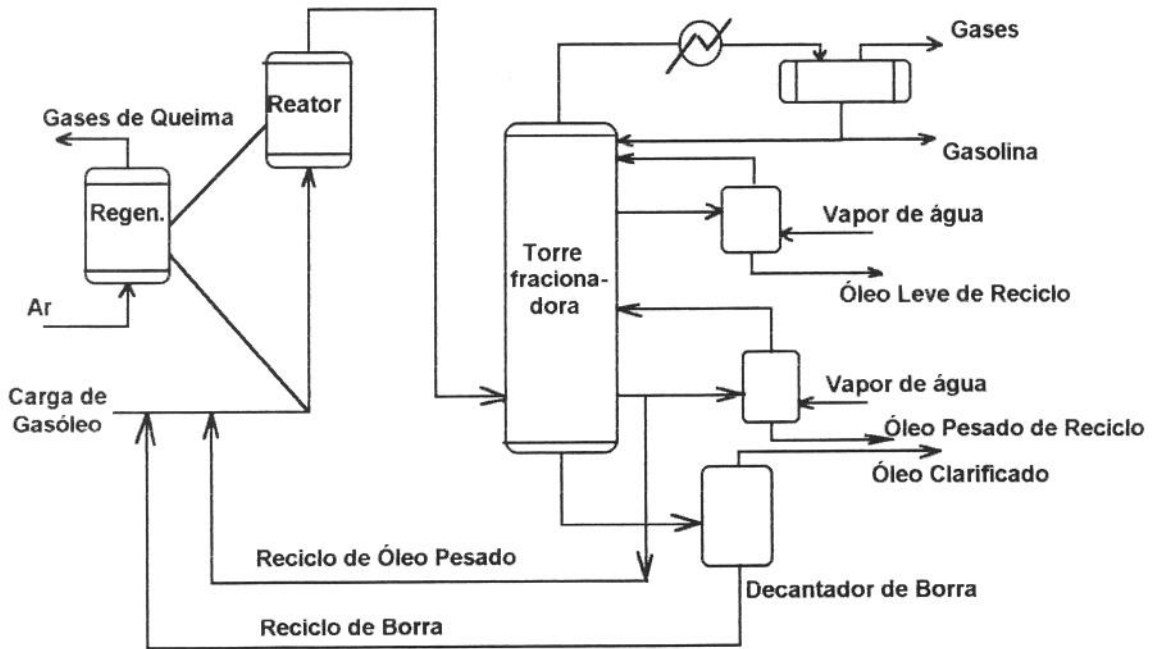 Gases
Reator
Gases de Queima
Gasolina
Regen.
Vapor de água
Torre
fraciona-
dora
Óleo Leve de Reciclo
Ar
Vapor de água
Carga de
Gasóleo
Óleo Pesado de Reciclo
Óleo Clarificado
Reciclo de Óleo Pesado
Decantador de Borra
Reciclo de Borra